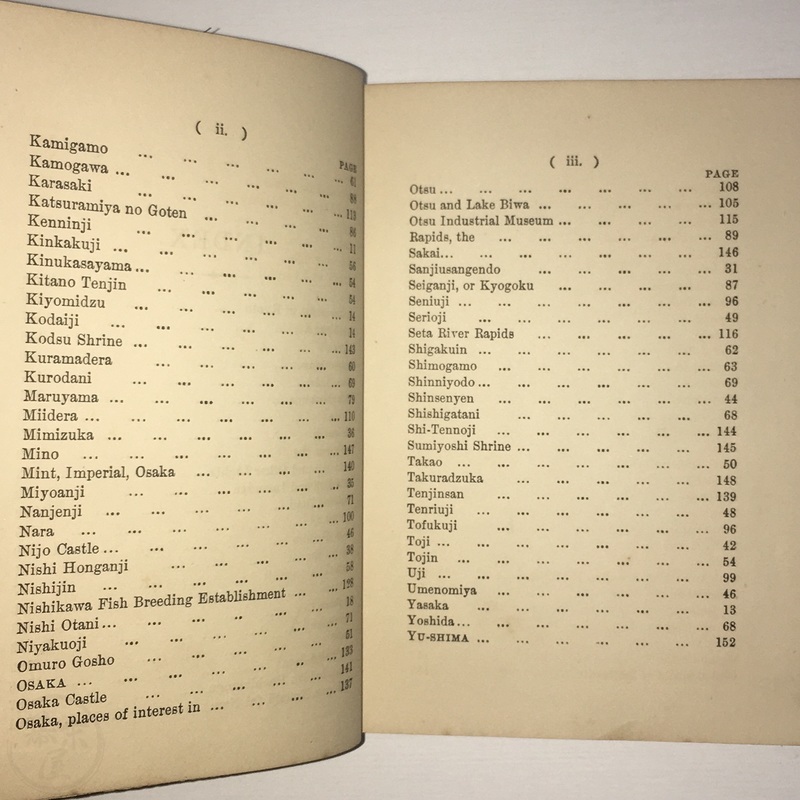 ( ii. )
PAGE
Kamigamo ... ... ... ... ... ... 61
Kamogawa ... ... ... ... ... ... 88
Karasaki ... ... ... ... ... ... 113
Katsuramiya no Goten ... ... ... ... 86
Kenninji ... ... ... ... ... ... 11
Kinkakuji ... ... ... ... ... ... 56
Kinukasayama ... ... ... ... ... ... 54
Kitano Tenjin ... ... ... ... ... 54
Kiyomidzu ... ... ... ... ... ... 14
Kodaiji ... ... ... ... ... ... 14
Kodsu Shrine ... ... ... ... ... ... 143
Kuramadera ... ... ... ... ... 60
Kurodani ... ... ... ... ... ... 69
Maruyama ... ... ... ... ... ... 79
Miidera ... ... ... ... ... ... ... 110
Mimizuka ... ... ... ... ... ... 36
Mino ... ... ... ... ... ... ... 147
Mint, Imperial, Osaka ... ... ... ... 140
Miyoanji ... ... ... ... ... ... 35
Nanjenji ... ... ... ... ... ... 71
Nara ... ... ... ... ... ... ... 100
Nijo Castle ... ... ... ... ... ... 46
Nishi Honganji ... ... ... ... ... 38
Nishijin ... ... ... ... ... ... 58
Nishikawa Fish Breeding Establishment ... ... 128
Nishi Otani ... ... ... ... ... ... 18
Niyakuoji ... ... ... ... ... ... 71
Omuro Gosho ... ... ... ... ... 51
OSAKA ... ... ... ... ... ... ... 133
Osaka Castle ... ... ... ... ... 141
Osaka, places of interest in ... ... ... ... 137
( iii. )
PAGE
Otsu ... ... ... ... ... ... ... 108
Otsu and Lake Biwa ... ... ... ... ... 105
Otsu Industrial Museum ... ... ... ... 115
Rapids, the ... ... ... ... ... ... 89
Sakai... ... ... ... ... ... ... 146
Sanjiusangendo ... ... ... ... ... 31
Seiganji, or Kyogoku ... ... ... ... 87
Seniuji ... ... ... ... ... ... ... 96
Serioji ... ... ... ... ... ... 49
Seta River Rapids ... ... ... ... ... 116
Shigakuin ... ... ... ... ... ... 62
Shimogamo ... ... ... ... ... ... 63
Shinniyodo ... ... ... ... ... ... 69
Shinsenyen ... ... ... ... ... ... 44
Shishigatani ... ... ... ... ... 68
Shi-Tennoji ... ... ... ... ... ... 144
Sumiyoshi Shrine ... ... ... ... ... 145
Takao ... ... ... ... ... ... ... 50
Takuradzuka ... ... ... ... ... 148
Tenjinsan ... ... ... ... ... ... 139
Tenriuji ... ... ... ... ... ... 48
Tofukuji ... ... ... ... ... ... 96
Toji ... ... ... ... ... ... ... 42
Tojin ... ... ... ... ... ... ... 54
Uji ... ... ... ... ... ... ... 99
Umenomiya ... ... ... ... ... 46
Yasaka ... ... ... ... ... ... 13
Yoshida ... ... ... ... ... ... ... 68
YU-SHIMA ... ... ... ... ... ... 152